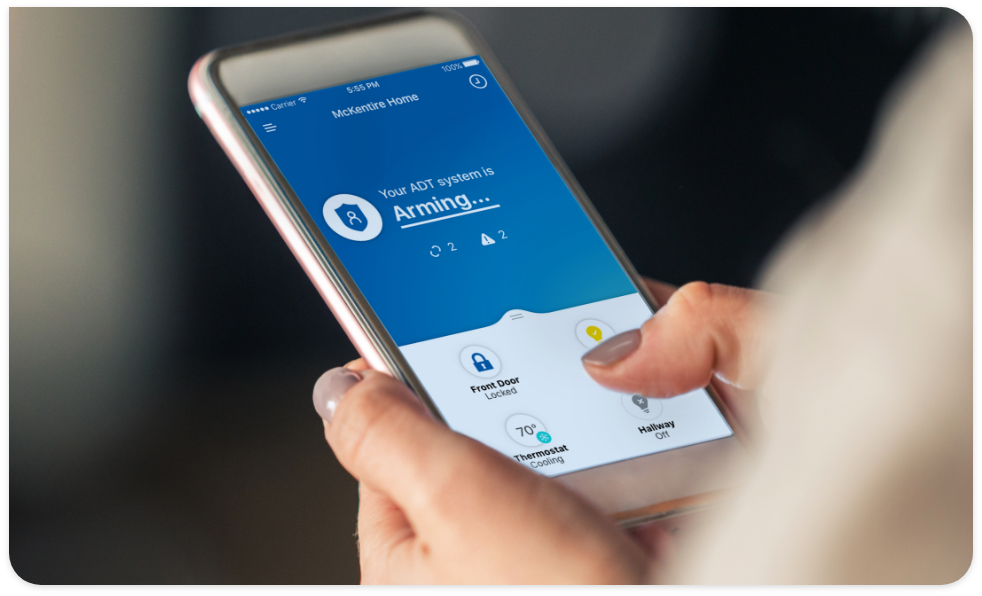 Carrier
5:55 PM
100%
McKentire Home
Your ADT system is
Arming...
2
2
Front Door
Locked
70°
Thermostat
Cooling
Hallway
Off